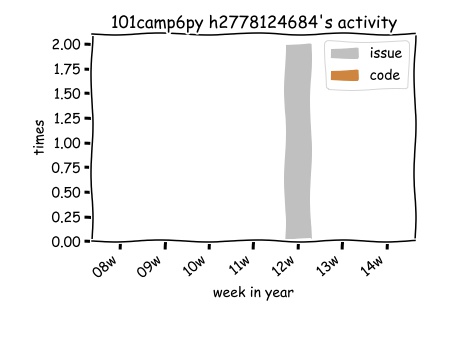 101camp6py h2778124684's activity
2.00
1.75
1.50
1.25
1.00
0.75
0.50
0.25
0.00
times
issue
code
08w 09w 10w 11w 12w 13w 14w
week in year